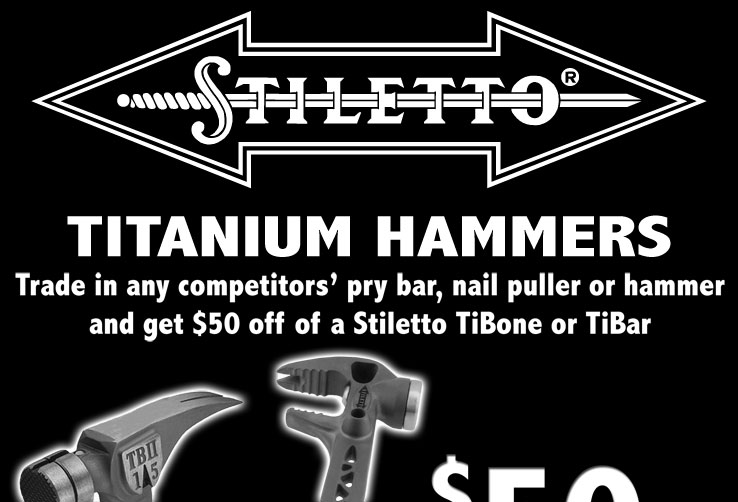 STILETTO®
TITANIUM HAMMERS
Trade in any competitors’ pry bar, nail puller or hammer
and get $50 off of a Stiletto TiBone or TiBar
TBII
15
$50